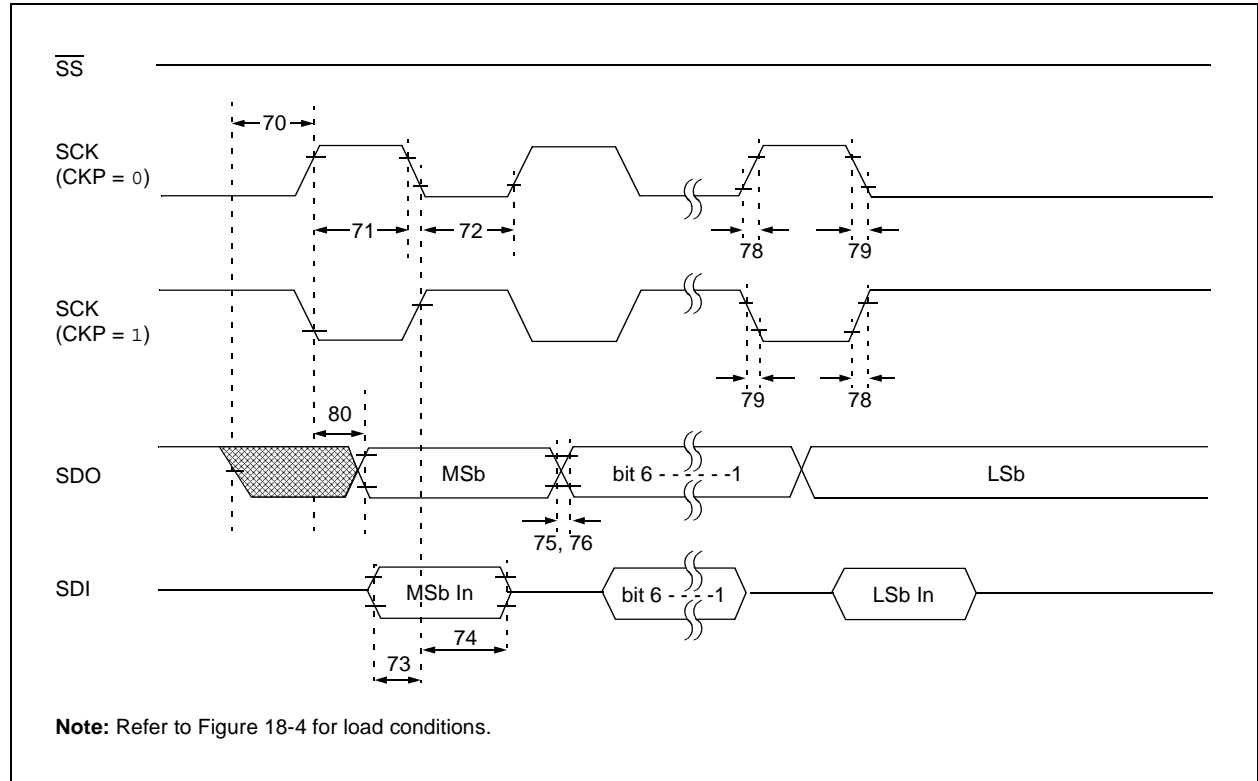 SS
70
SCK
(CKP = 0)
71
72
78
79
SCK
(CKP = 1)
79
78
80
SDO
MSb
bit 6 - - - - - - -1
LSb
75, 76
SDI
MSb In
bit 6 - - - - -1
LSb In
74
73
Note: Refer to Figure 18-4 for load conditions.